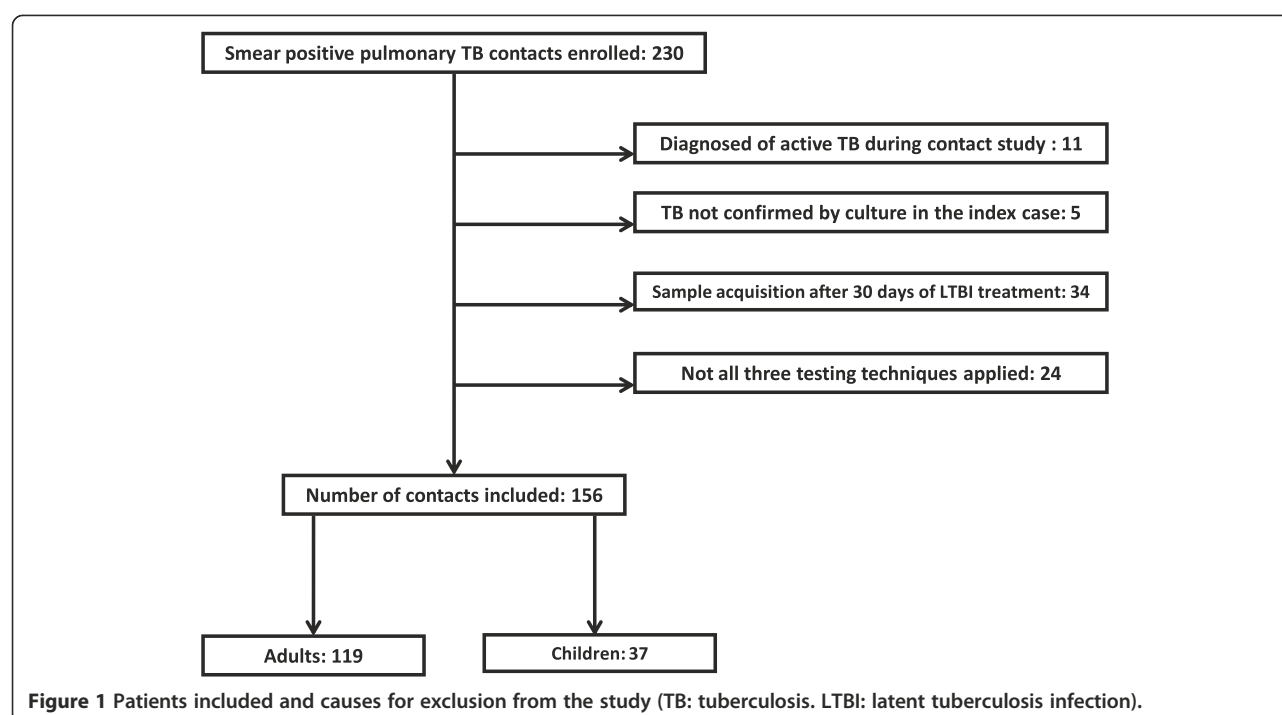 Smear positive pulmonary TB contacts enrolled: 230
Diagnosed of active TB during contact study : 11
TB not confirmed by culture in the index case: 5
Sample acquisition after 30 days of LTBI treatment: 34
Not all three testing techniques applied: 24
Number of contacts included: 156
Adults: 119
Children: 37
Figure 1 Patients included and causes for exclusion from the study (TB: tuberculosis. LTBI: latent tuberculosis infection).